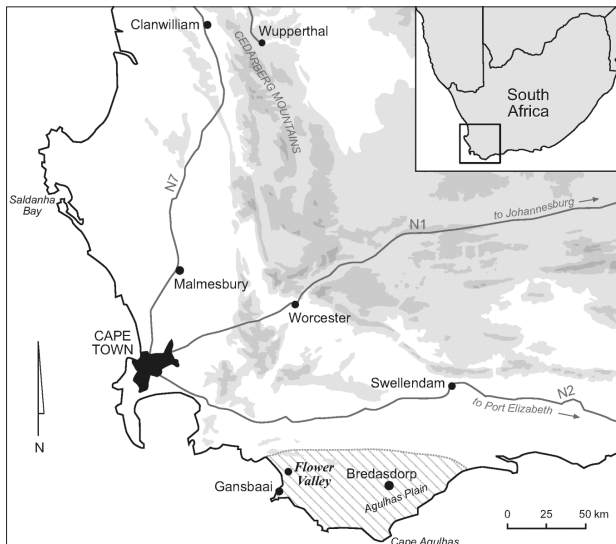 Clanwilliam
Wupperthal
CEDARBERG MOUNTAINS
South
Africa
Saldanha
Bay
N7
N1
to Johannesburg
Malmesbury
Worcester
CAPE
TOWN
Swellendam
N2
to Port Elizabeth
N
Flower
Valley
Bredasdorp
Gansbaai
Agulhas Plain
0 25 50 km
Cape Agulhas